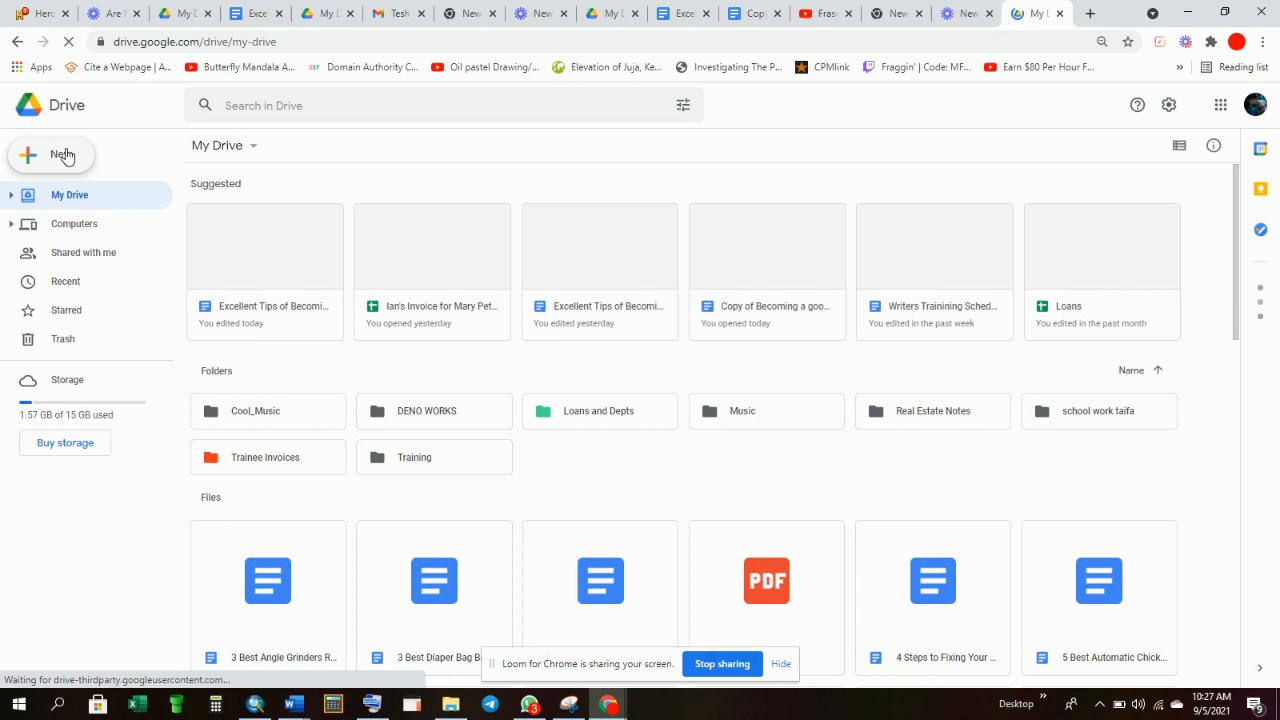 Herc
Are I
My D
Excel
My D
Tesh
New
New
My D
Exce
Copy
Fras
New
New
My D
drive.google.com/drive/my-drive
Apps
Cite a Webpage | A...
Butterfly Mandala A...
SST Domain Authority C...
Oil pastel Drawing/...
Elevation of Juja, Ke...
Investigating The P...
CPMlink
Fraggin' | Code: MF...
Earn $80 Per Hour F...
»
Reading list
Drive
Search in Drive
New
My Drive
Suggested
My Drive
Computers
Shared with me
Recent
Starred
Trash
Storage
1.57 GB of 15 GB used
Buy storage
Excellent Tips of Becomi...
You edited today
Ian's Invoice for Mary Pet...
You opened yesterday
Excellent Tips of Becomi...
You edited yesterday
Copy of Becoming a goo...
You opened today
Writers Trainining Sched...
You edited in the past week
Loans
You edited in the past month
Folders
Name
Cool_Music
DENO WORKS
Loans and Depts
Music
Real Estate Notes
school work taifa
Trainee Invoices
Training
Files
PDF
3 Best Angle Grinders R...
3 Best Diaper Bag Ba
4 Steps to Fixing Your ...
5 Best Automatic Chick...
Loom for Chrome is sharing your screen.
Stop sharing
Hide
Waiting for drive-thirdparty.googleusercontent.com...
3
Desktop
»
10:27 AM
9/5/2021
9